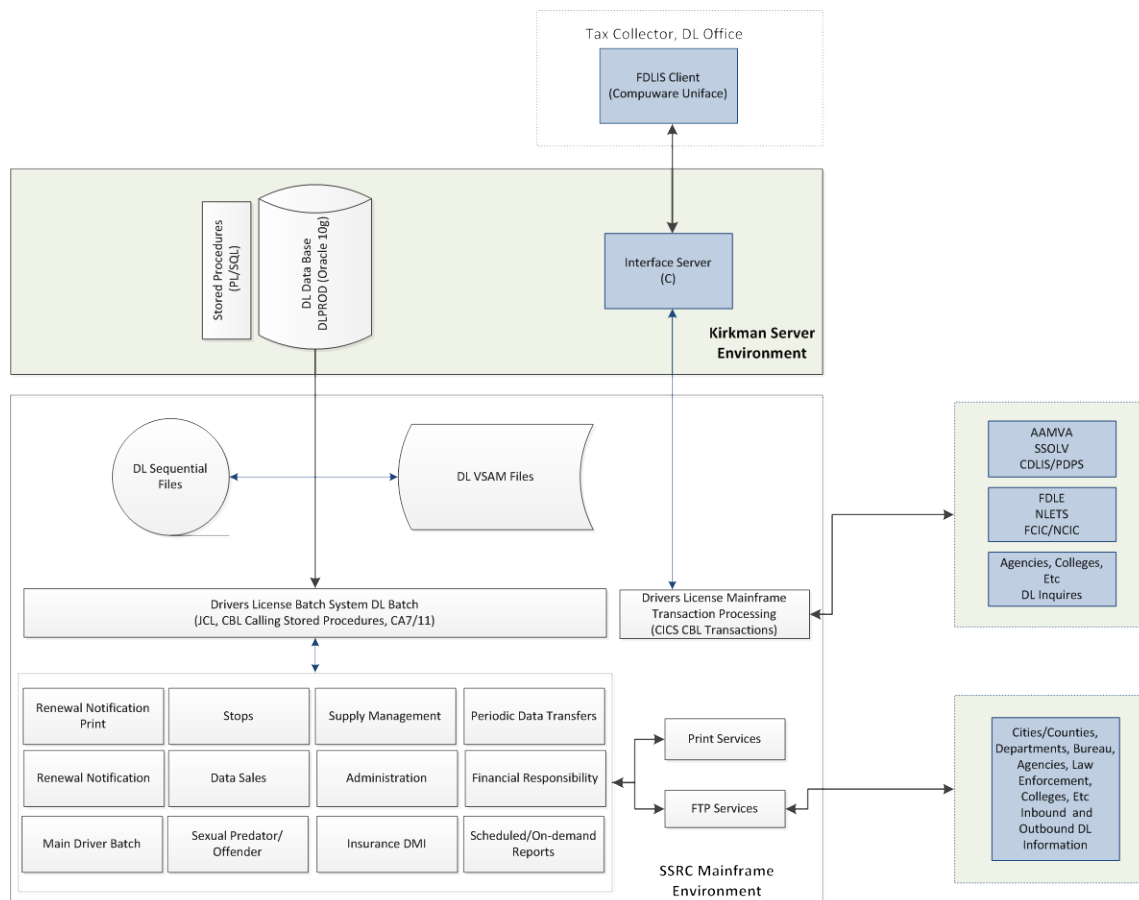 Tax Collector, DL Office
FDLIS Client
(Compuware Uniface)
Stored Procedures
(PL/SQL)
DL Data Base
DLPROD (Oracle 10g)
Interface Server
(C)
Kirkman Server
Environment
DL Sequential
Files
DL VSAM Files
Drivers License Batch System DL Batch
(JCL, CBL Calling Stored Procedures, CA7/11)
Drivers License Mainframe
Transaction Processing
(CICS CBL Transactions)
AAMVA
SSOLV
CDLIS/PDPS
FDLE
NLETS
FCIC/NCIC
Agencies, Colleges,
Etc
DL Inquires
Renewal Notification
Print
Stops
Supply Management
Periodic Data Transfers
Renewal Notification
Data Sales
Administration
Financial Responsibility
Main Driver Batch
Sexual Predator/
Offender
Insurance DMI
Scheduled/On-demand
Reports
Print Services
FTP Services
Cities/Counties,
Departments, Bureau,
Agencies, Law
Enforcement,
Colleges, Etc
Inbound and
Outbound DL
Information
SSRC Mainframe
Environment